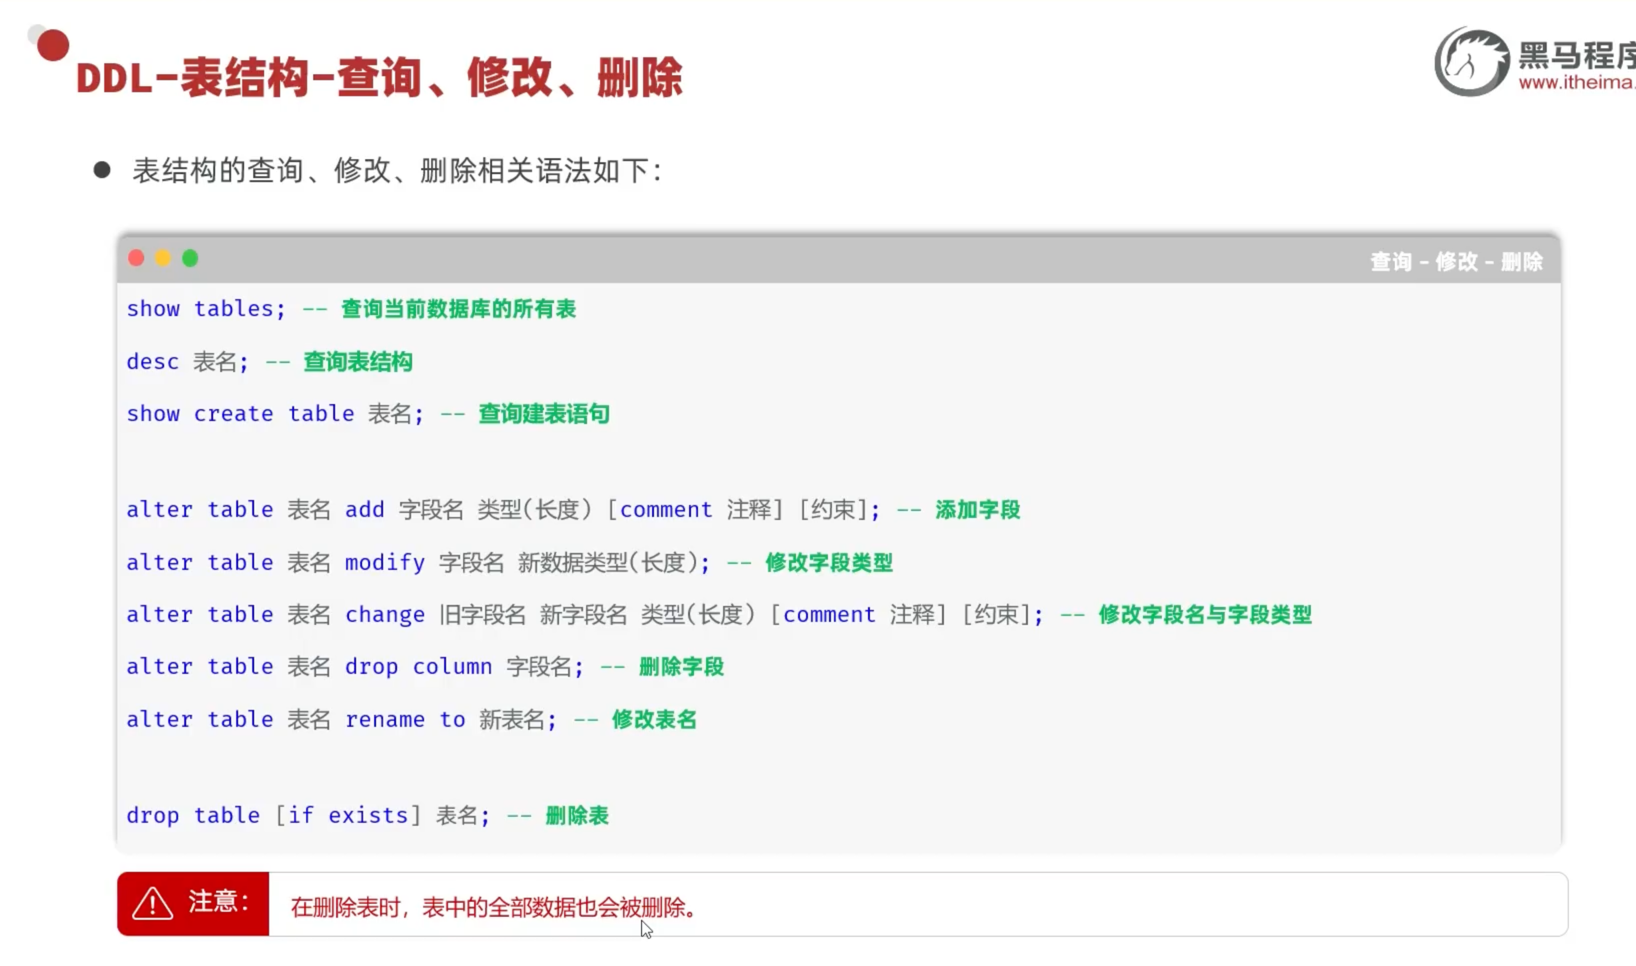 DDL-表结构-查询、修改、删除
黑马程序
www.itheima.
表结构的查询、修改、删除相关语法如下：
查询 - 修改 - 删除
show tables; -- 查询当前数据库的所有表
desc 表名; -- 查询表结构
show create table 表名; -- 查询建表语句
alter table 表名 add 字段名 类型(长度) [comment 注释] [约束]; -- 添加字段
alter table 表名 modify 字段名 新数据类型(长度); -- 修改字段类型
alter table 表名 change 旧字段名 新字段名 类型(长度) [comment 注释] [约束]; -- 修改字段名与字段类型
alter table 表名 drop column 字段名; -- 删除字段
alter table 表名 rename to 新表名; -- 修改表名
drop table [if exists] 表名; -- 删除表
注意：
在删除表时，表中的全部数据也会被删除。